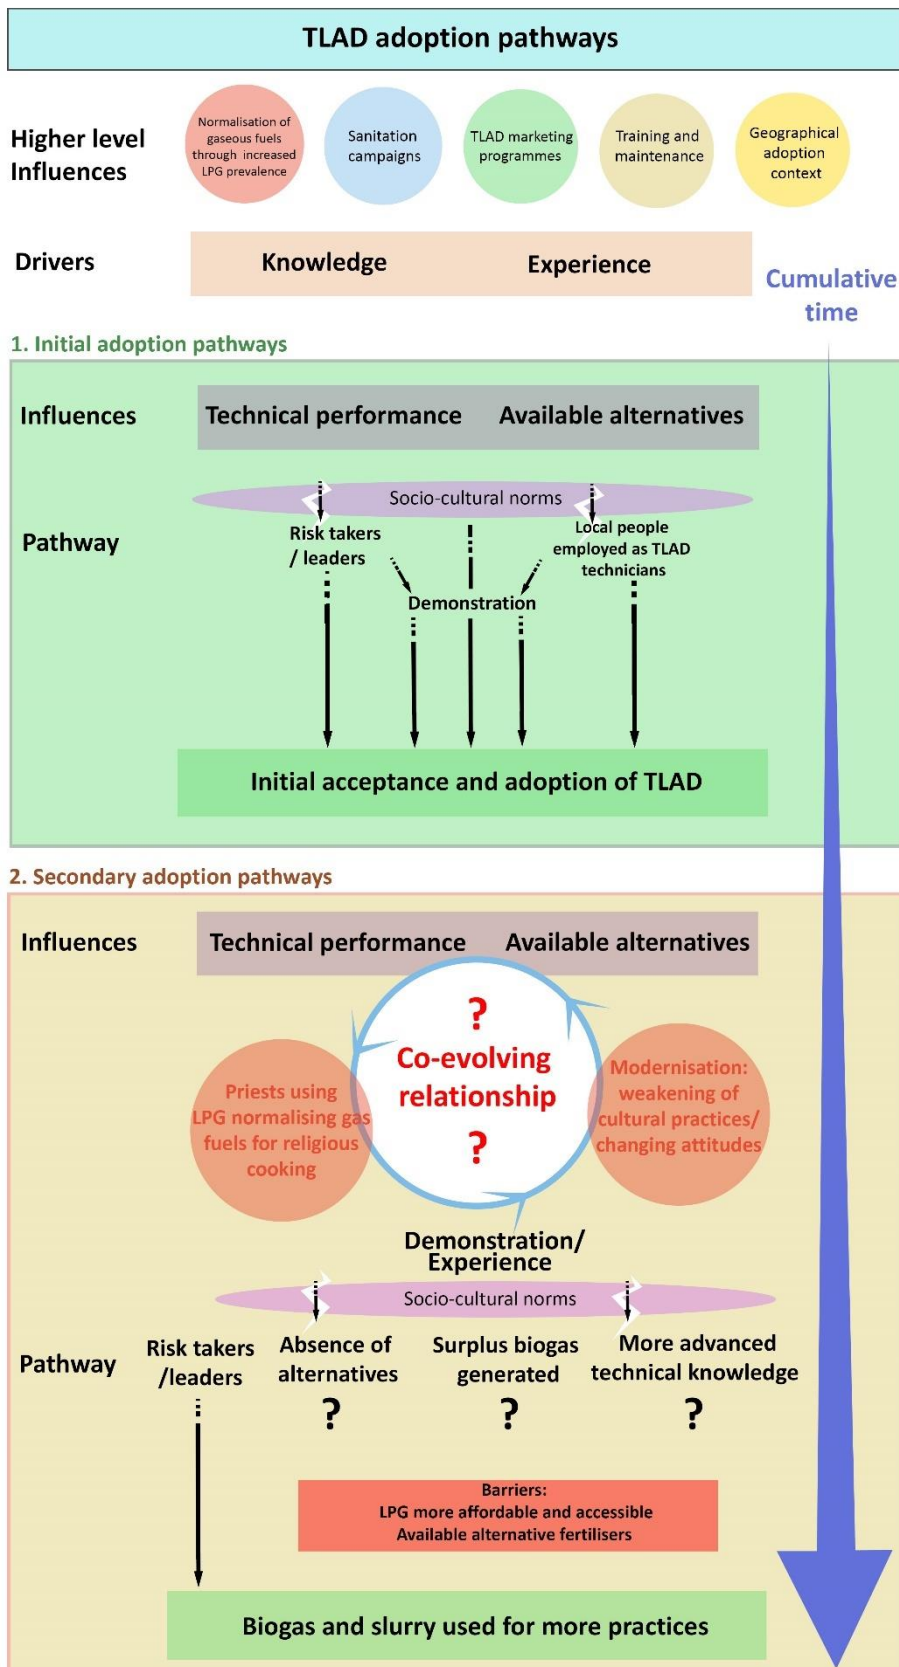 TLAD adoption pathways
Higher level
Influences
Normalisation of
gaseous fuels
through increased
LPG prevalence
Sanitation
campaigns
TLAD marketing
programmes
Training and
maintenance
Geographical
adoption
context
Drivers
Knowledge
Experience
Cumulative
time
1. Initial adoption pathways
Influences
Technical performance
Available alternatives
Socio-cultural norms
Pathway
Risk takers
/ leaders
Local people
employed as TLAD
technicians
Demonstration
Initial acceptance and adoption of TLAD
2. Secondary adoption pathways
Influences
Technical performance
Available alternatives
?
Co-evolving
relationship
?
Priests using
LPG normalising gas
fuels for religious
cooking
Modernisation:
weakening of
cultural practices/
changing attitudes
Demonstration/
Experience
Socio-cultural norms
Pathway
Risk takers
/leaders
Absence of
alternatives
?
Surplus biogas
generated
?
More advanced
technical knowledge
?
Barriers:
LPG more affordable and accessible
Available alternative fertilisers
Biogas and slurry used for more practices